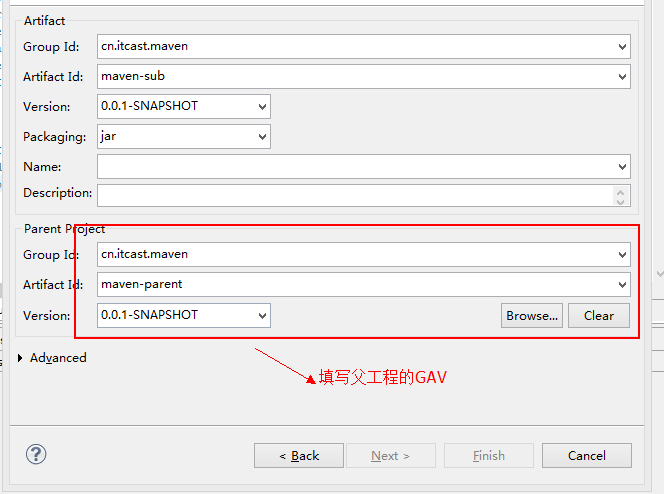 Artifact
Group Id: cn.itcast.maven
Artifact Id: maven-sub
Version: 0.0.1-SNAPSHOT
Packaging: jar
Name:
Description:
Parent Project
Group Id: cn.itcast.maven
Artifact Id: maven-parent
Version: 0.0.1-SNAPSHOT Browse... Clear
Advanced
填写父工程的GAV
? < Back Next > Finish Cancel